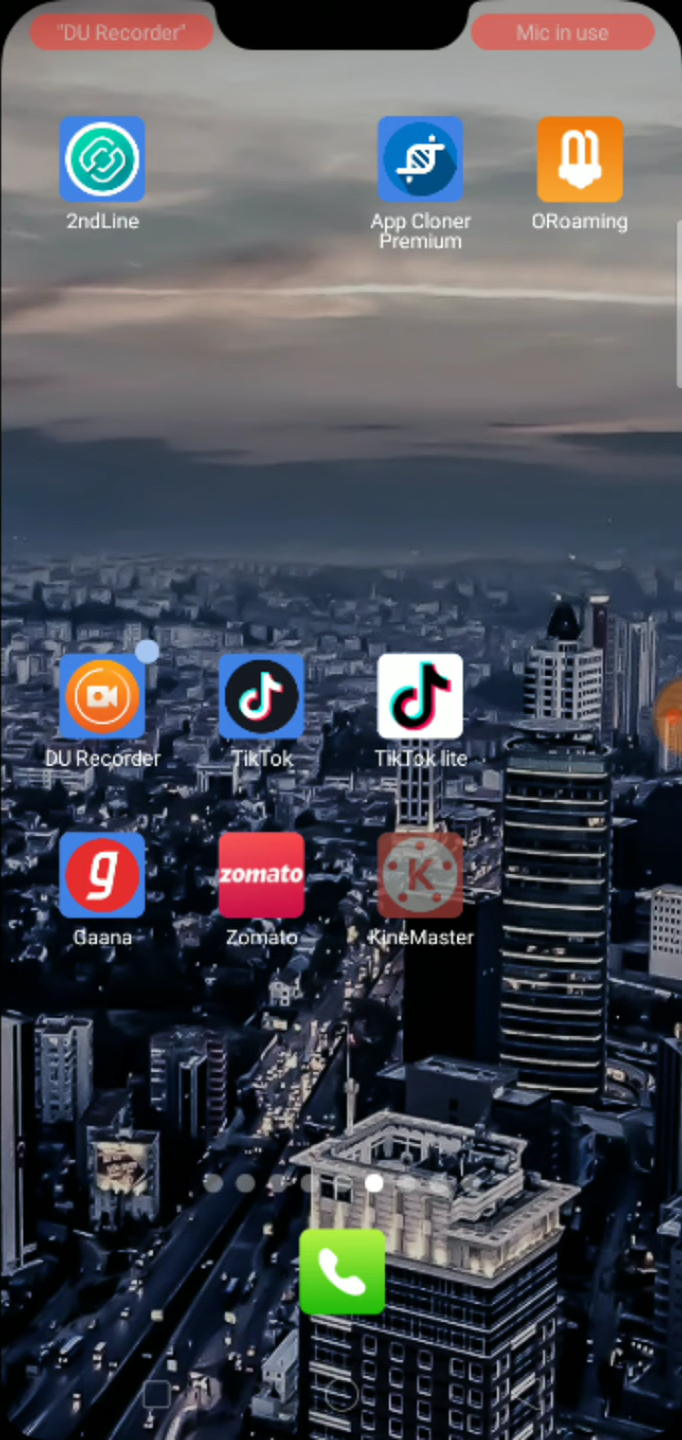 "DU Recorder"
Mic in use
2ndLine
App Cloner
Premium
ORoaming
DU Recorder
TikTok
TikTok lite
g
zomato
K
Gaana
Zomato
KineMaster